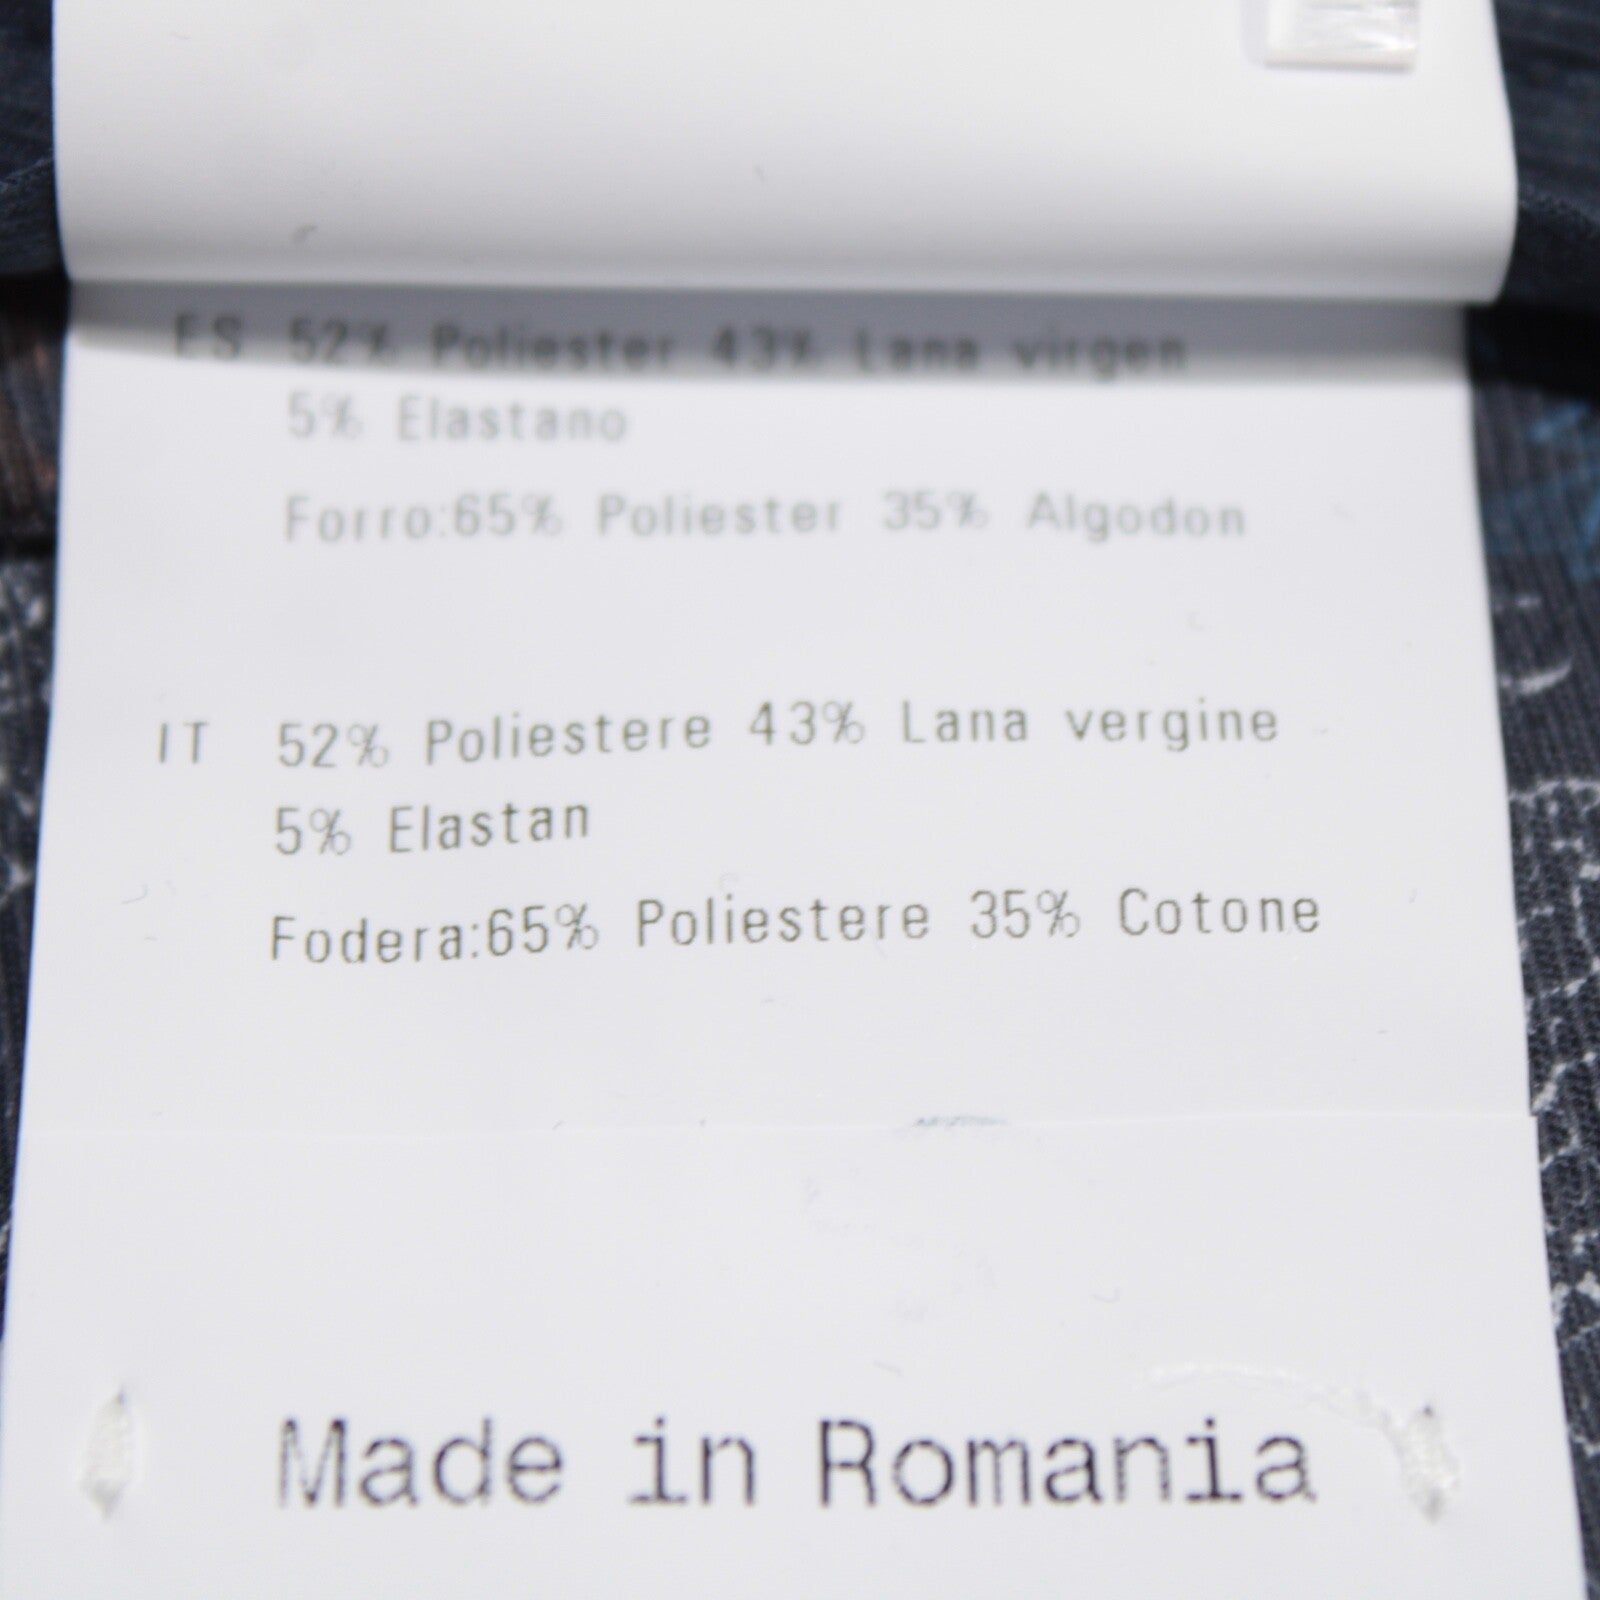 ES 52% Poliester 43% Lana virgen
5% Elastano
Forro:65% Poliester 35% Algodon
IT 52% Poliestere 43% Lana vergine
5% Elastan
Fodera:65% Poliestere 35% Cotone
Made in Romania